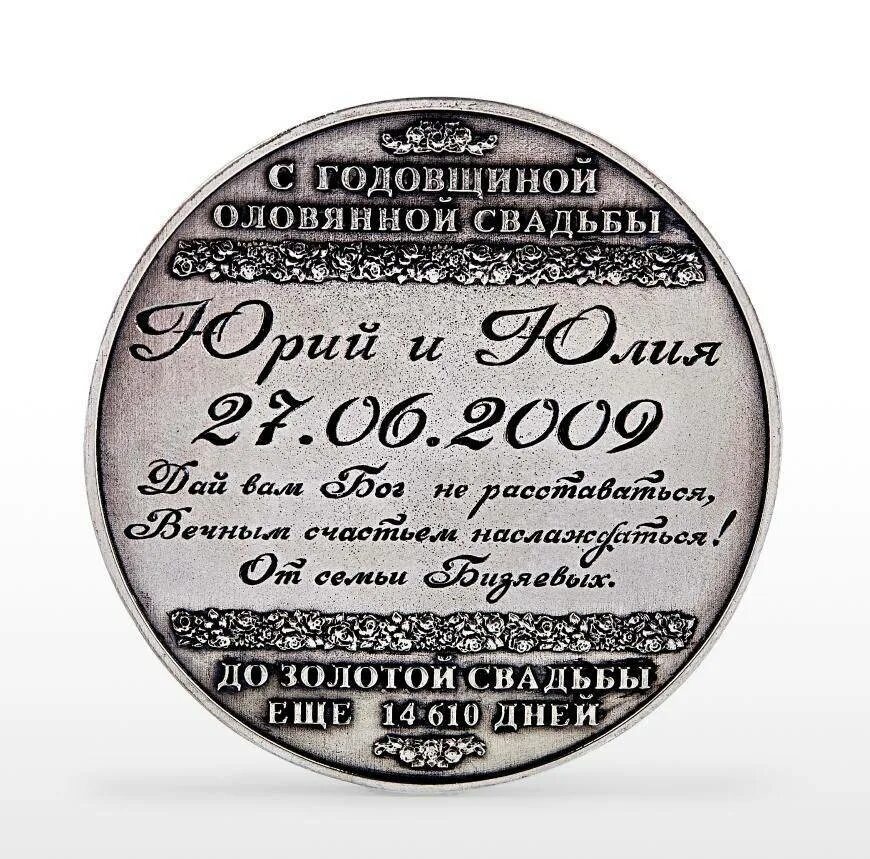 С ГОДОВЩИНОЙ
ОЛОВЯННОЙ СВАДЬБЫ
Юрий и Юлия
27.06.2009
Дай вам Бог не расставаться,
Вечным счастьем наслаждаться!
От семьи Бизяевых.
ДО ЗОЛОТОЙ СВАДЬБЫ
ЕЩЕ 14 610 ДНЕЙ